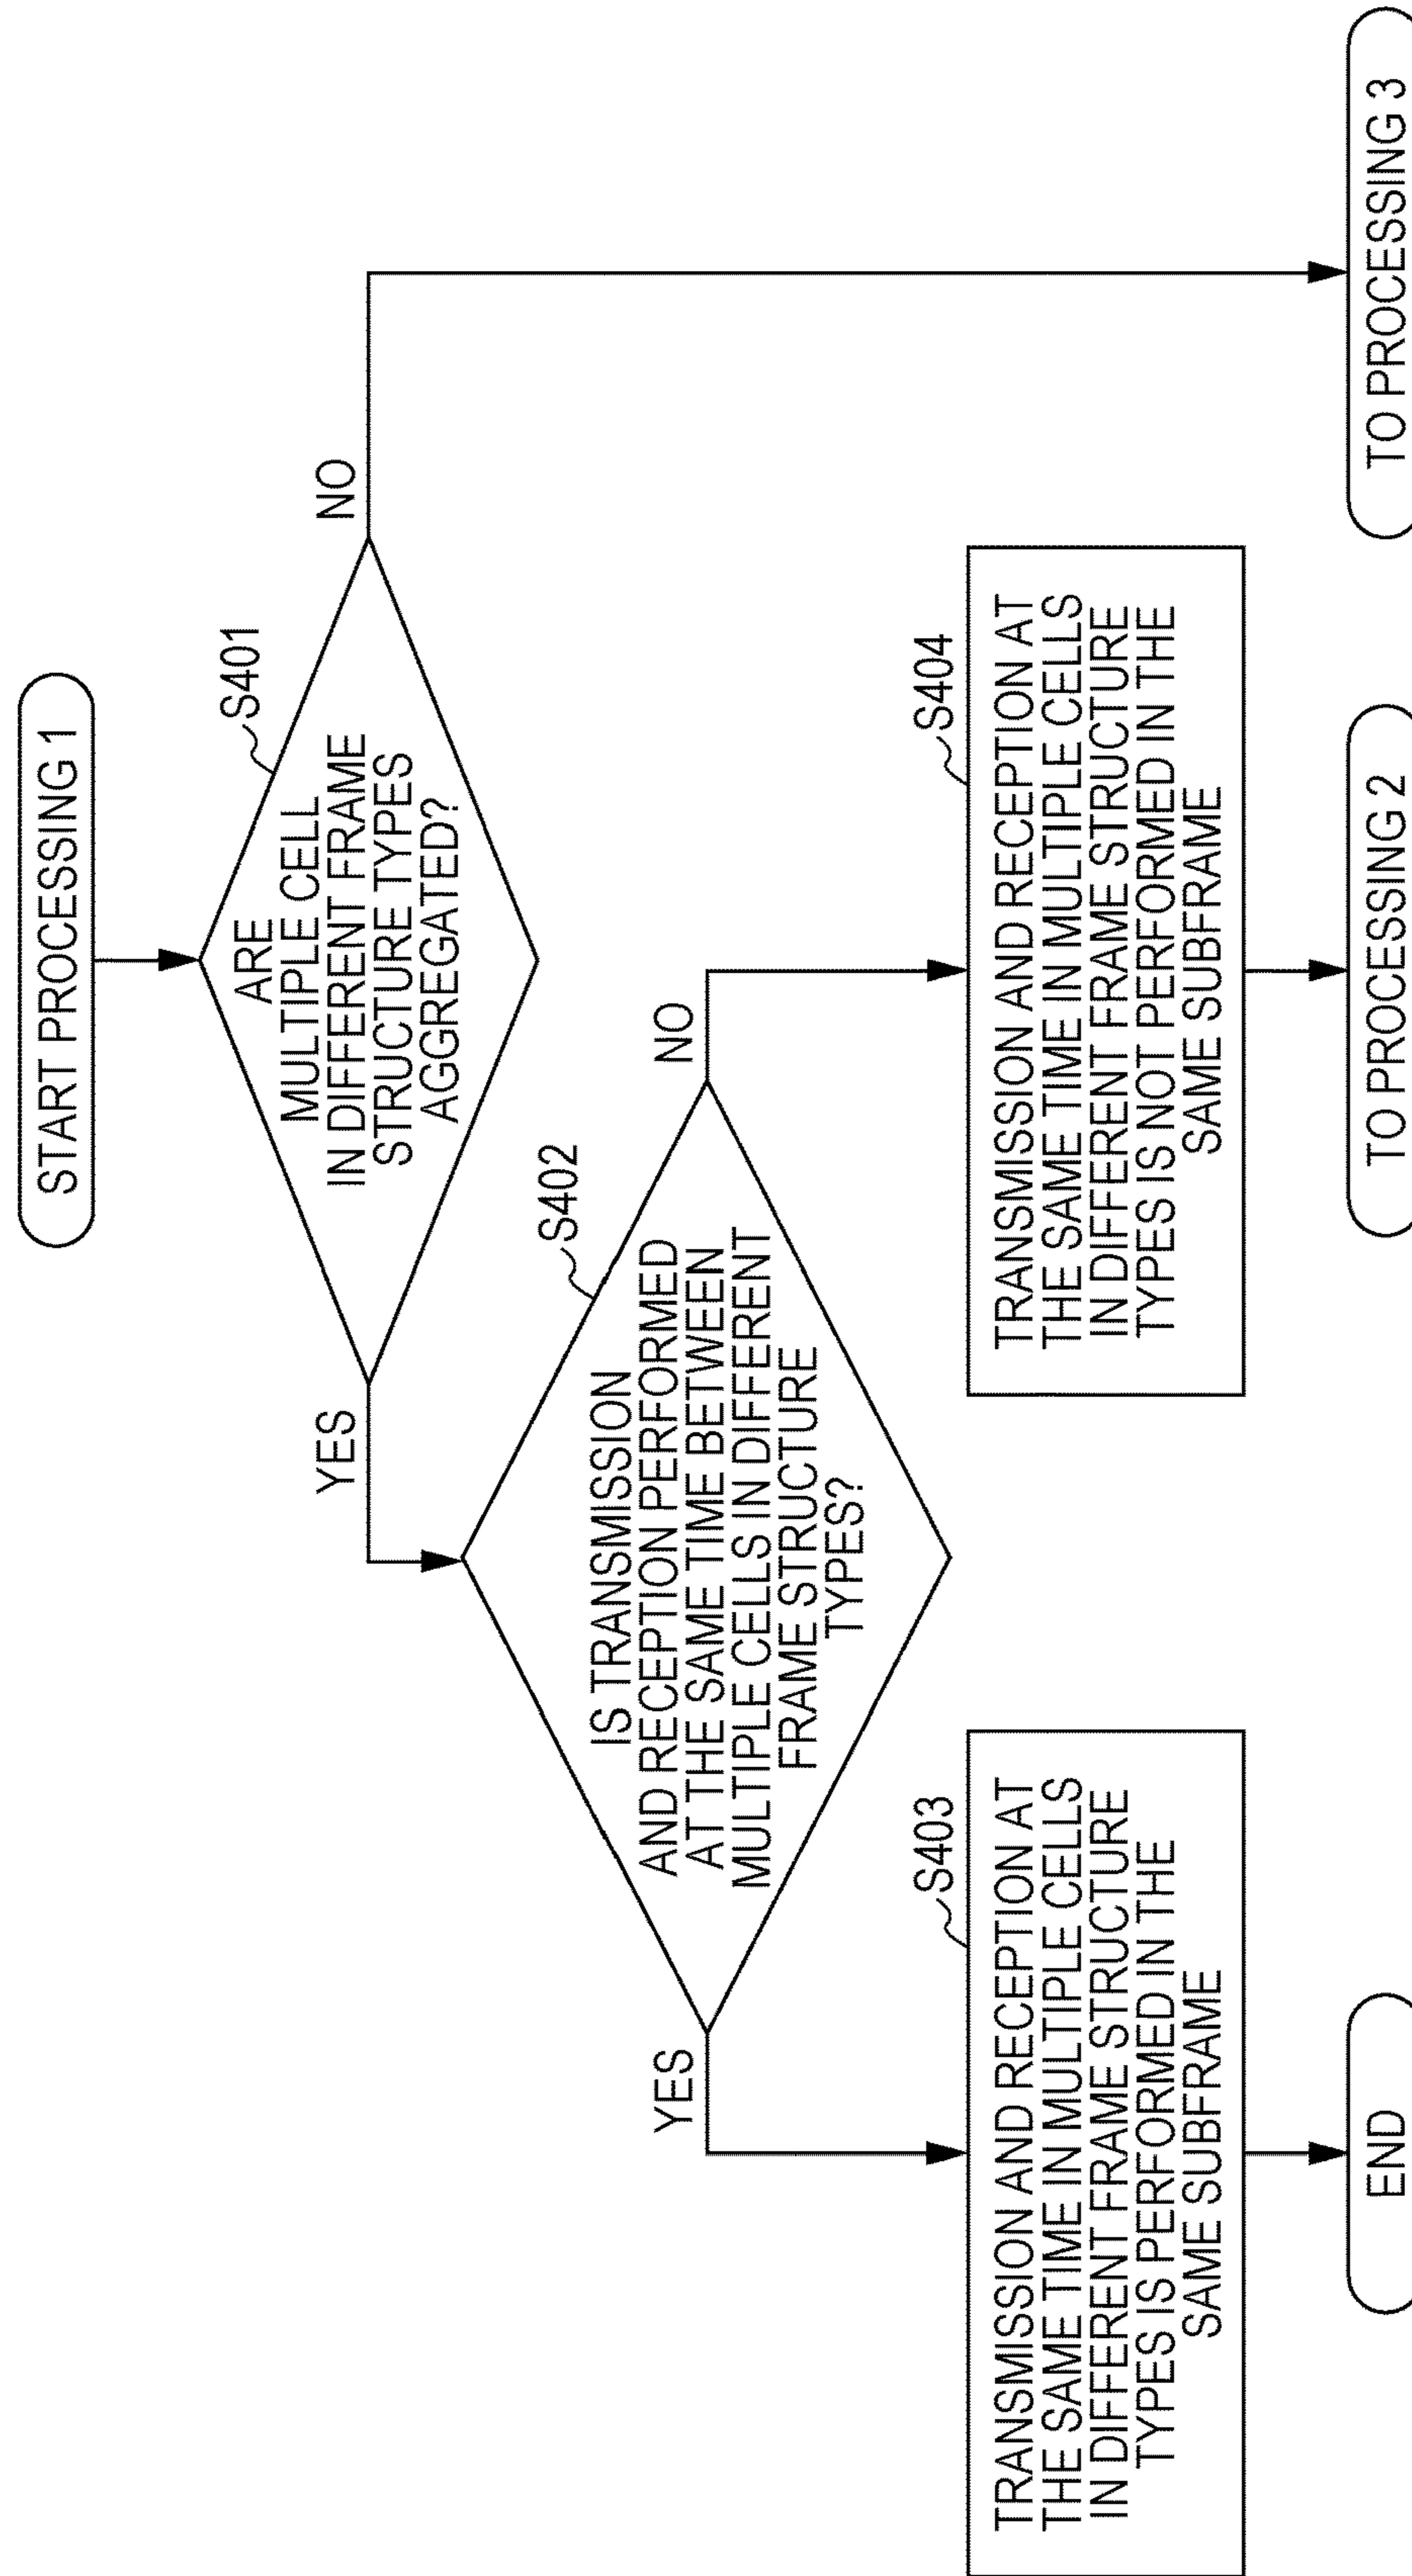 START PROCESSING 1
S401
ARE
MULTIPLE CELL
IN DIFFERENT FRAME
STRUCTURE TYPES
AGGREGATED?
YES
NO
S402
IS TRANSMISSION
AND RECEPTION PERFORMED
AT THE SAME TIME BETWEEN
MULTIPLE CELLS IN DIFFERENT
FRAME STRUCTURE
TYPES?
YES
NO
S403
TRANSMISSION AND RECEPTION AT
THE SAME TIME IN MULTIPLE CELLS
IN DIFFERENT FRAME STRUCTURE
TYPES IS PERFORMED IN THE
SAME SUBFRAME
S404
TRANSMISSION AND RECEPTION AT
THE SAME TIME IN MULTIPLE CELLS
IN DIFFERENT FRAME STRUCTURE
TYPES IS NOT PERFORMED IN THE
SAME SUBFRAME
END
TO PROCESSING 2
TO PROCESSING 3